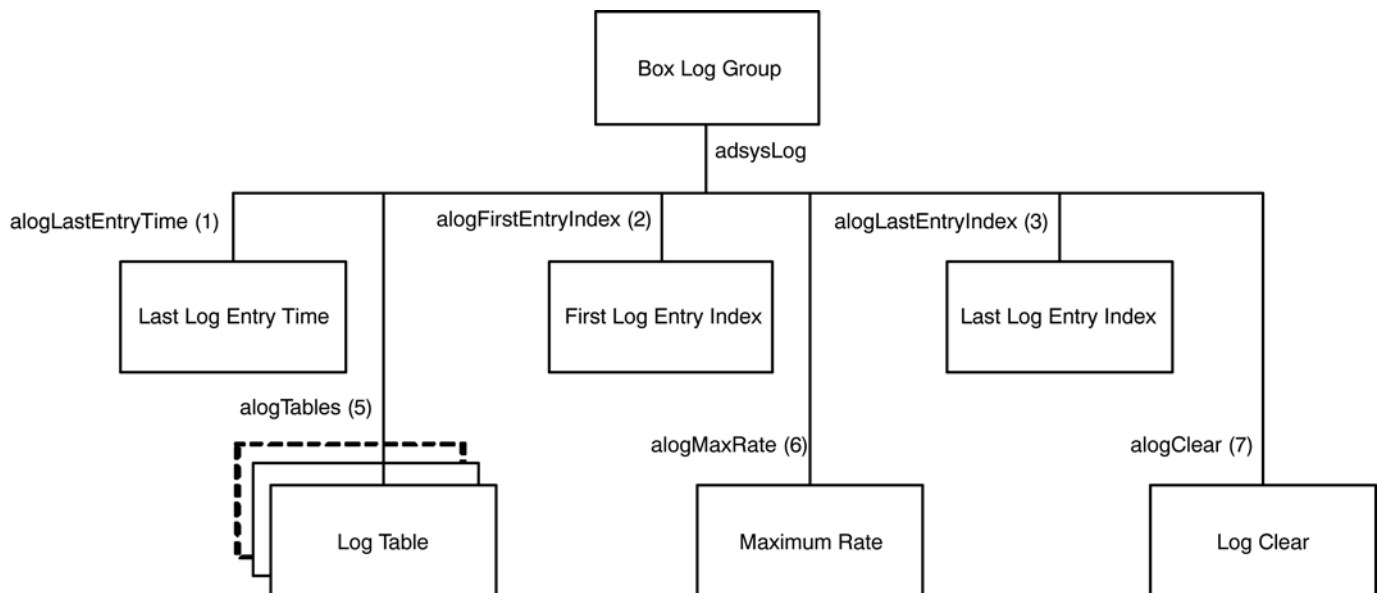 Box Log Group
adsysLog
alogLastEntryTime (1)
alogFirstEntryIndex (2)
alogLastEntryIndex (3)
Last Log Entry Time
First Log Entry Index
Last Log Entry Index
alogTables (5)
alogMaxRate (6)
alogClear (7)
Log Table
Maximum Rate
Log Clear